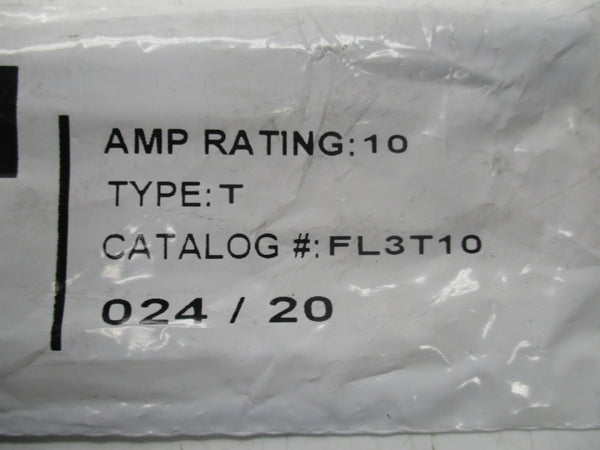 AMP RATING: 10
TYPE: T
CATALOG #: FL3T10
024 / 20